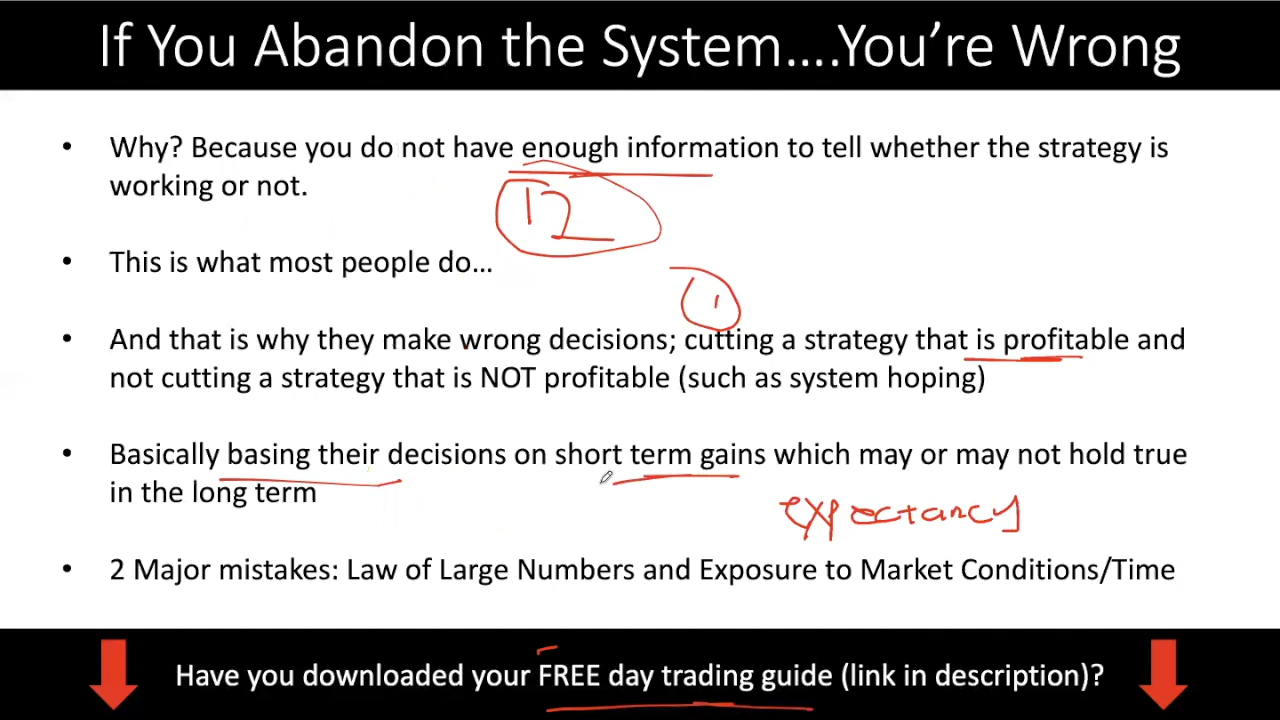 If You Abandon the System....You're Wrong
• Why? Because you do not have enough information to tell whether the strategy is
working or not.
12
• This is what most people do...
• And that is why they make wrong decisions; cutting a strategy that is profitable and
not cutting a strategy that is NOT profitable (such as system hoping)
• Basically basing their decisions on short term gains which may or may not hold true
in the long term
expectancy
• 2 Major mistakes: Law of Large Numbers and Exposure to Market Conditions/Time
Have you downloaded your FREE day trading guide (link in description)?